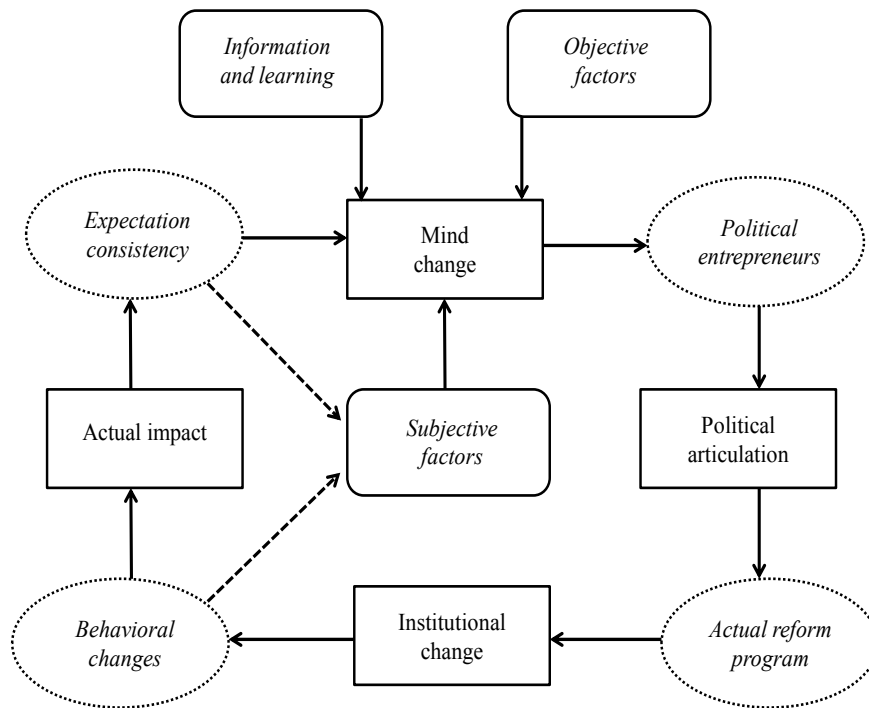 Information
and learning
Objective
factors
Expectation
consistency
Mind
change
Political
entrepreneurs
Actual impact
Subjective
factors
Political
articulation
Behavioral
changes
Institutional
change
Actual reform
program